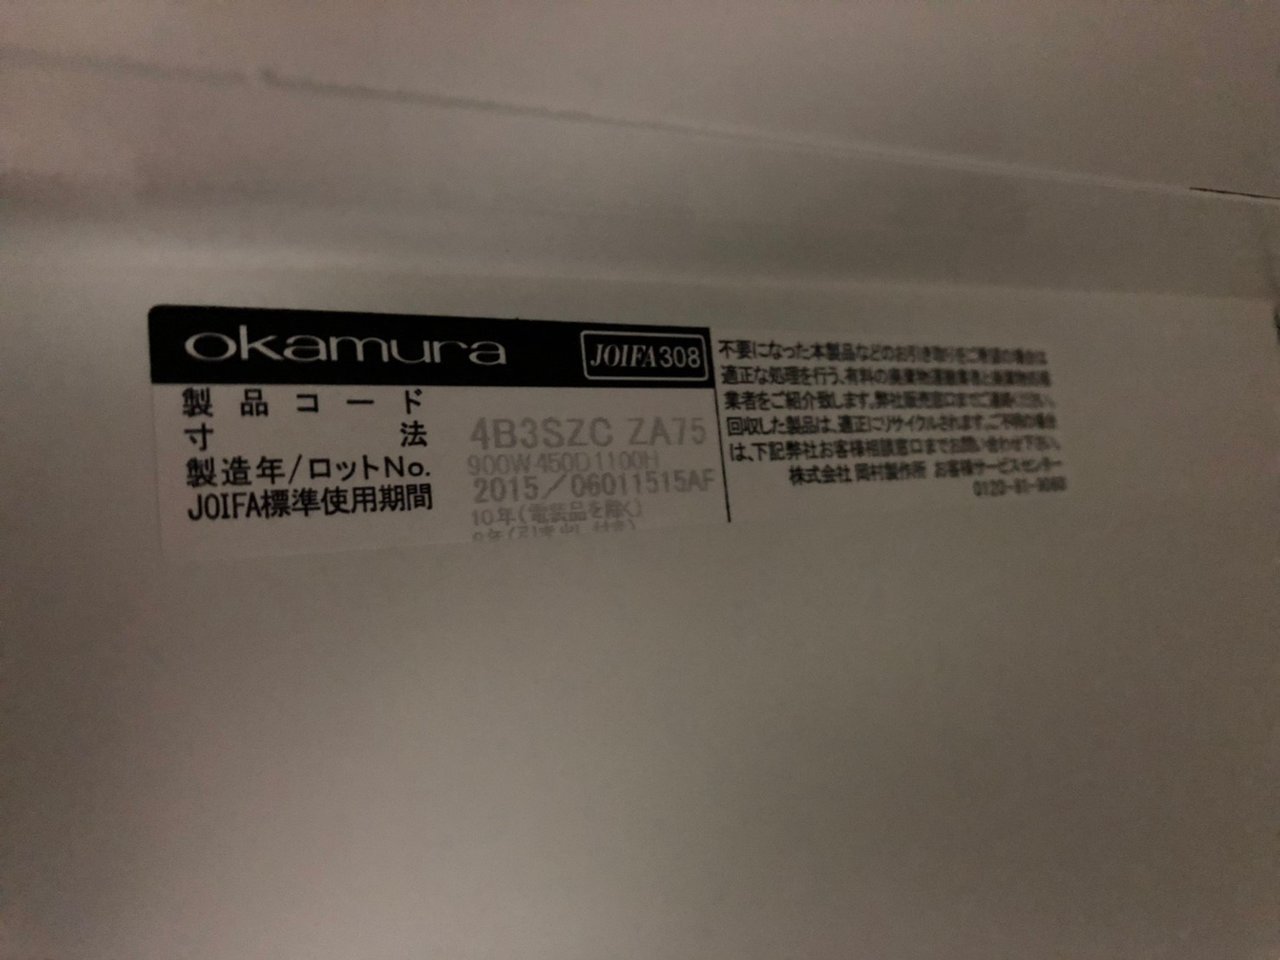 okamura JOIFA308
製品コード 4B3SZC ZA75
寸法 900W450D1100H
製造年/ロットNo. 2015/06011515AF
JOIFA標準使用期間 10年(電装品を除く)
不要になった本製品などのお引き取りをご希望の場合は
適正な処理を行う、有料の廃棄物運搬業者と廃棄物処理
業者をご紹介致します。弊社販売窓口までご連絡ください。
回収した製品は、適正にリサイクルされます。ご不明の場合
は、下記弊社お客様相談窓口までお問い合わせ下さい。
株式会社 岡村製作所 お客様サービスセンター